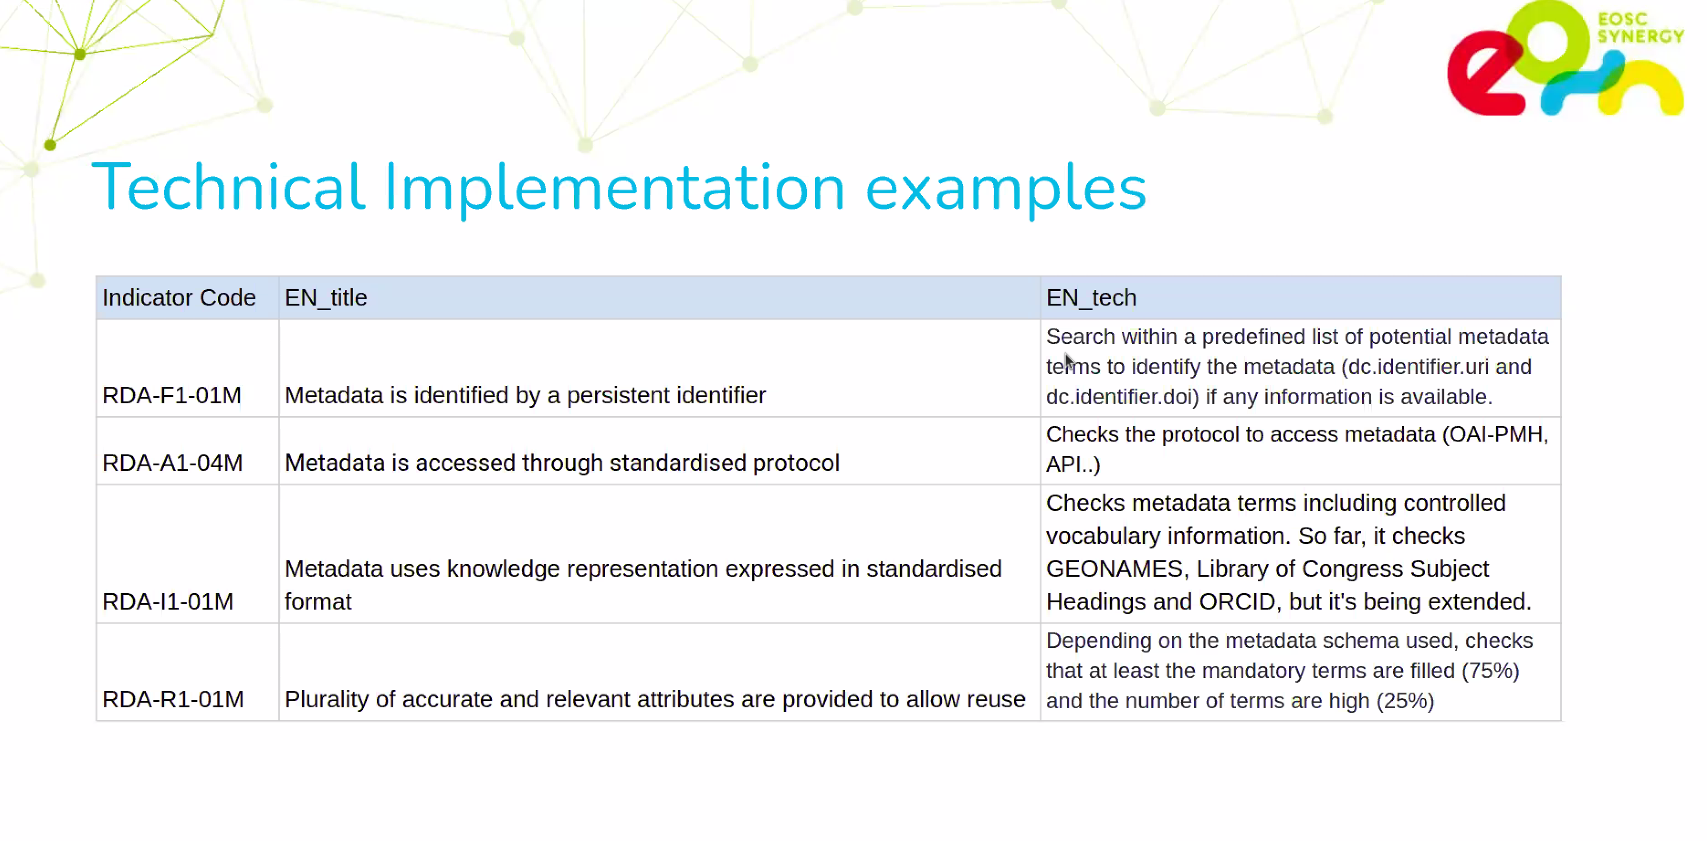 EOSC
SYNERGY
Technical Implementation examples
Indicator Code EN_title EN_tech
RDA-F1-01M Metadata is identified by a persistent identifier
Search within a predefined list of potential metadata
terms to identify the metadata (dc.identifier.uri and
dc.identifier.doi) if any information is available.
RDA-A1-04M Metadata is accessed through standardised protocol
Checks the protocol to access metadata (OAI-PMH,
API..)
RDA-I1-01M
Metadata uses knowledge representation expressed in standardised
format
Checks metadata terms including controlled
vocabulary information. So far, it checks
GEONAMES, Library of Congress Subject
Headings and ORCID, but it's being extended.
RDA-R1-01M Plurality of accurate and relevant attributes are provided to allow reuse
Depending on the metadata schema used, checks
that at least the mandatory terms are filled (75%)
and the number of terms are high (25%)